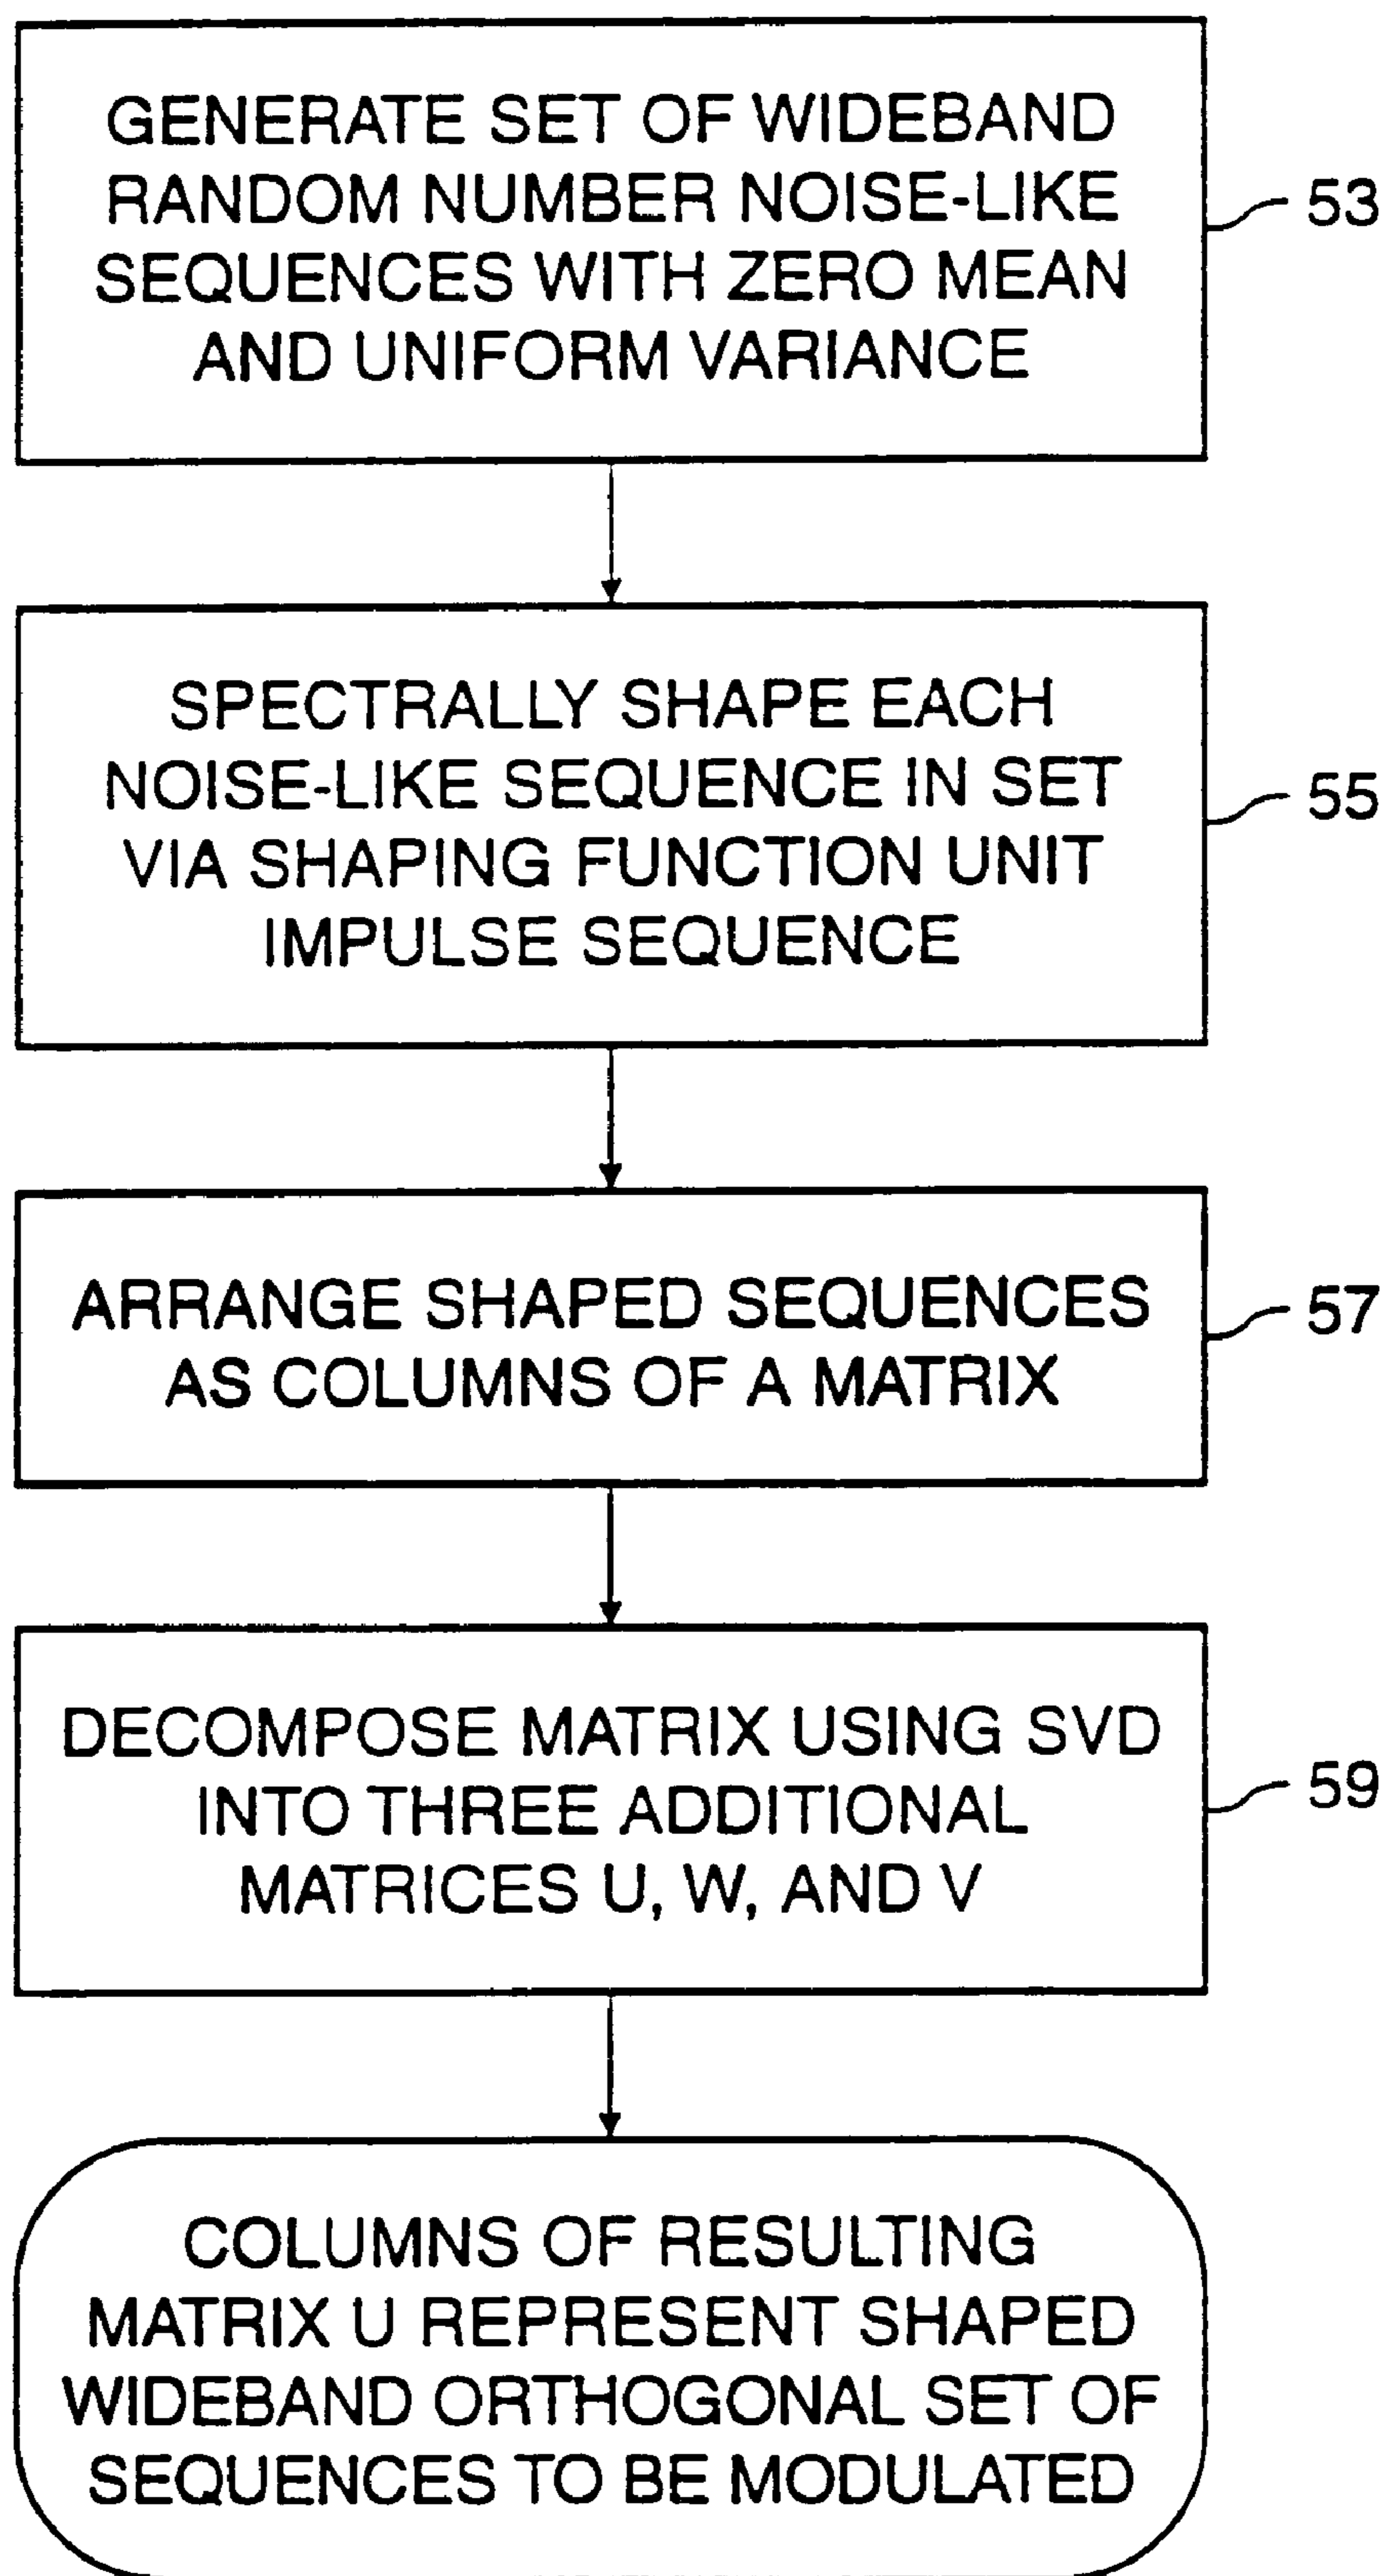 GENERATE SET OF WIDEBAND
RANDOM NUMBER NOISE-LIKE
SEQUENCES WITH ZERO MEAN
AND UNIFORM VARIANCE
53
SPECTRALLY SHAPE EACH
NOISE-LIKE SEQUENCE IN SET
VIA SHAPING FUNCTION UNIT
IMPULSE SEQUENCE
55
ARRANGE SHAPED SEQUENCES
AS COLUMNS OF A MATRIX
57
DECOMPOSE MATRIX USING SVD
INTO THREE ADDITIONAL
MATRICES U, W, AND V
59
COLUMNS OF RESULTING
MATRIX U REPRESENT SHAPED
WIDEBAND ORTHOGONAL SET OF
SEQUENCES TO BE MODULATED